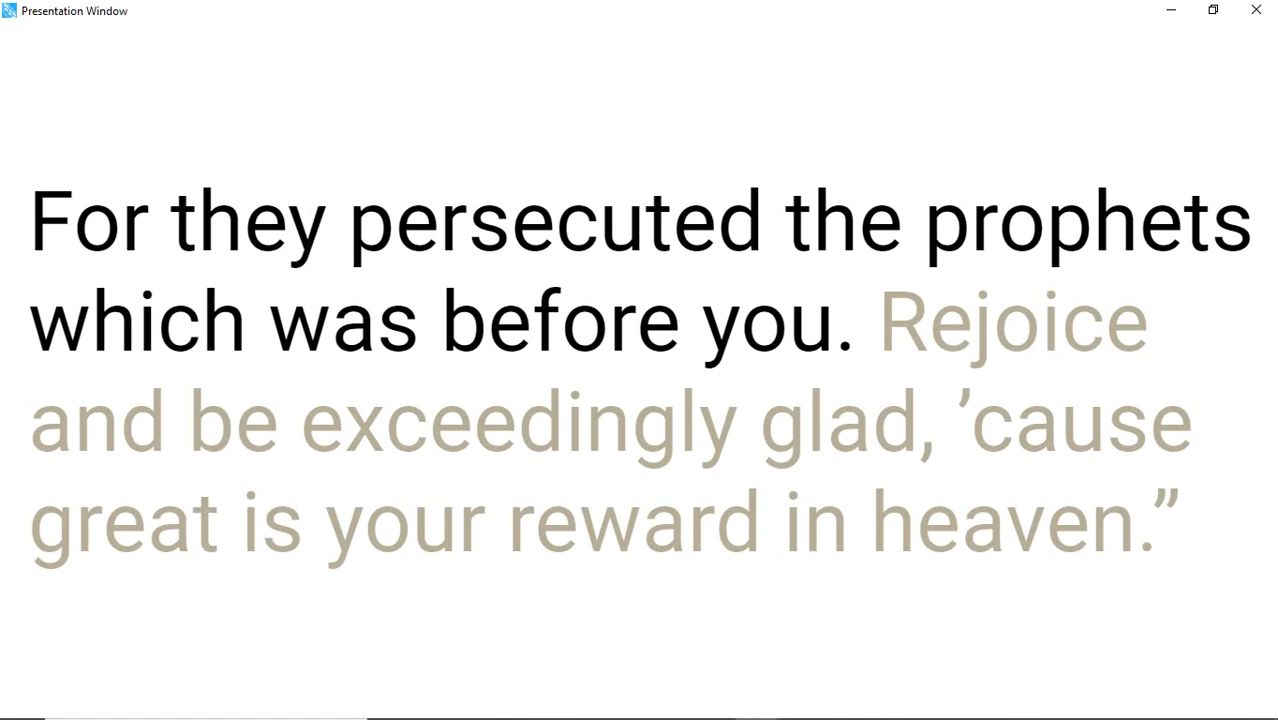 Presentation Window
For they persecuted the prophets
which was before you. Rejoice
and be exceedingly glad, ’cause
great is your reward in heaven.”